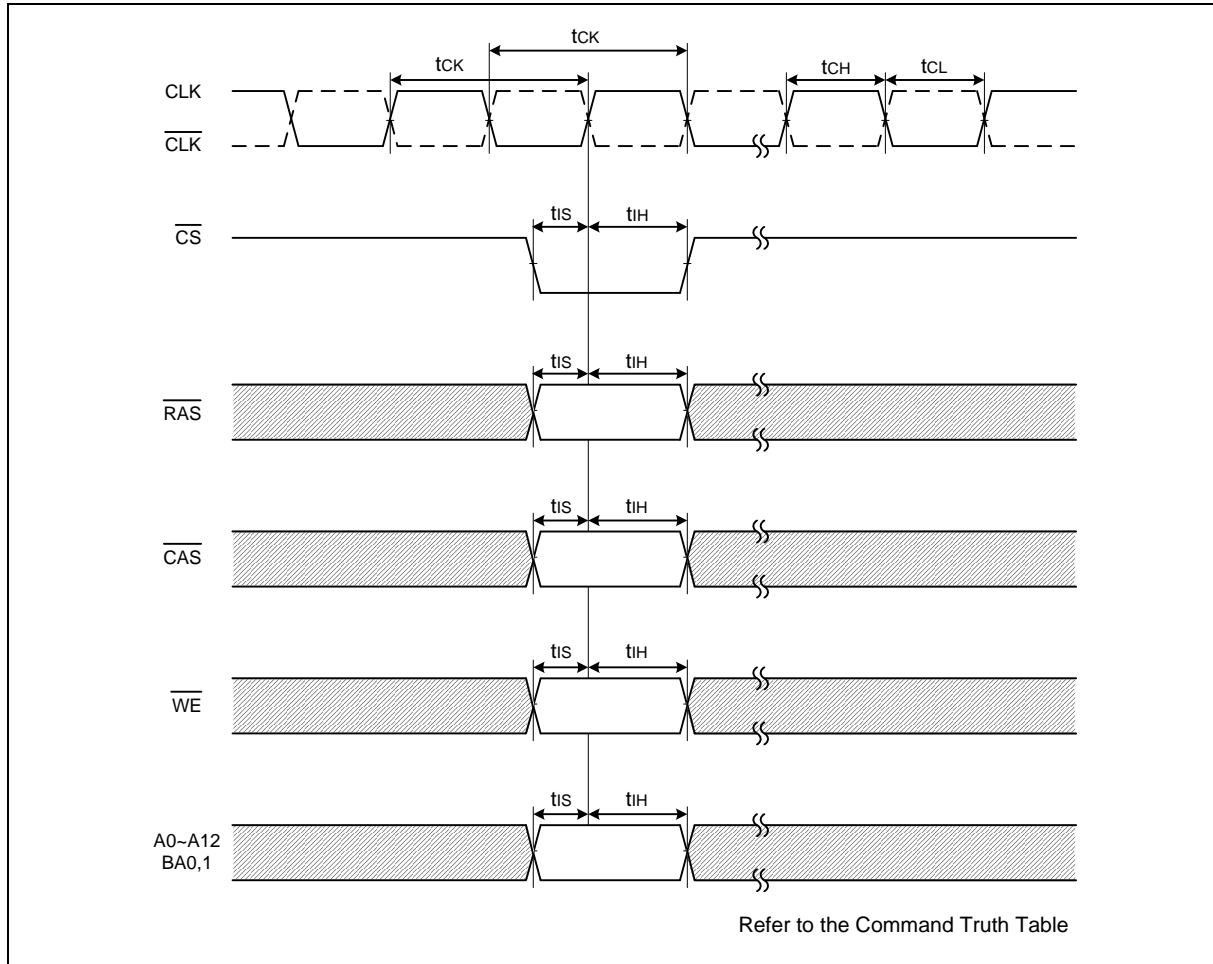 tCK
tCK
tCH
tCL
CLK
CLK
tIS
tIH
CS
tIS
tIH
RAS
tIS
tIH
CAS
tIS
tIH
WE
tIS
tIH
A0~A12
BA0,1
Refer to the Command Truth Table